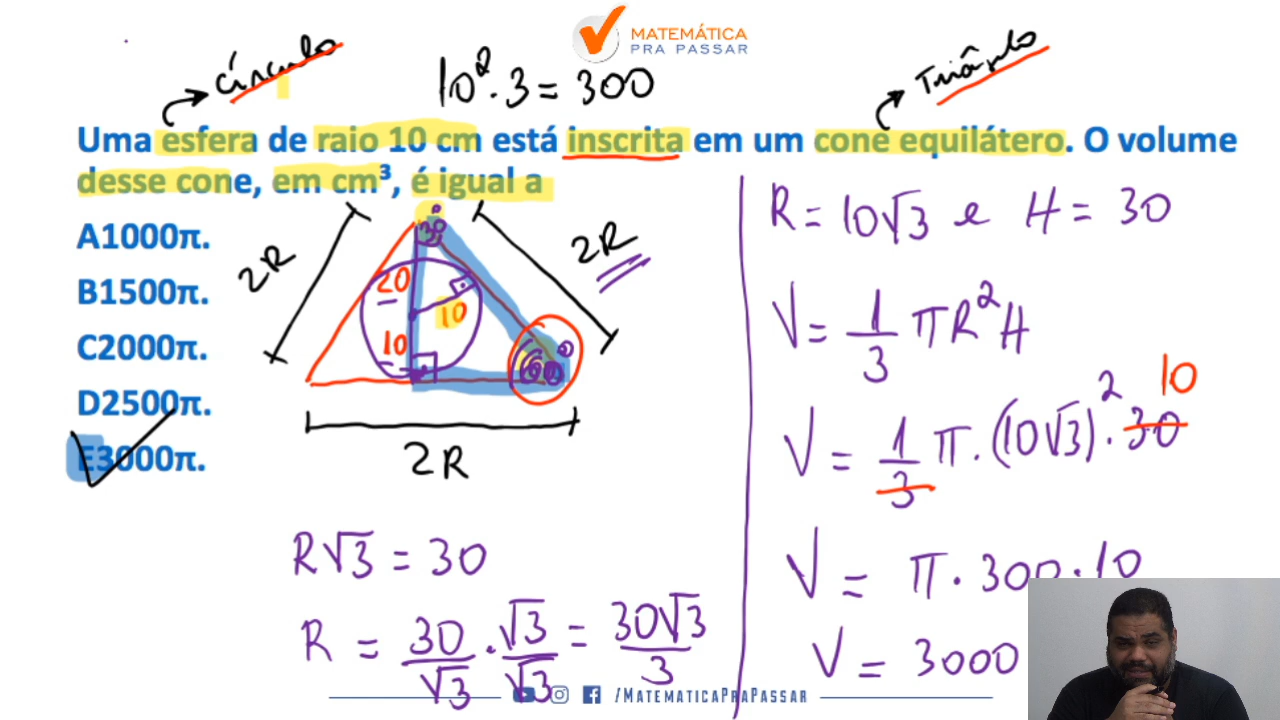 MATEMÁTICA
PRA PASSAR
círculo
10² · 3 = 300
Triângulo
Uma esfera de raio 10 cm está inscrita em um cone equilátero. O volume
desse cone, em cm³, é igual a
A1000π.
B1500π.
C2000π.
D2500π.
E3000π.
2R
2R
30°
20
10
10
60°
2R
R√3 = 30
R = 30/√3 · √3/√3 = 30√3/3
R = 10√3 e H = 30
V = 1/3 πR²H
10
V = 1/3 π · (10√3)² · 30
V = π · 300 · 10
V = 3000
/MATEMATICAPRAPASSAR